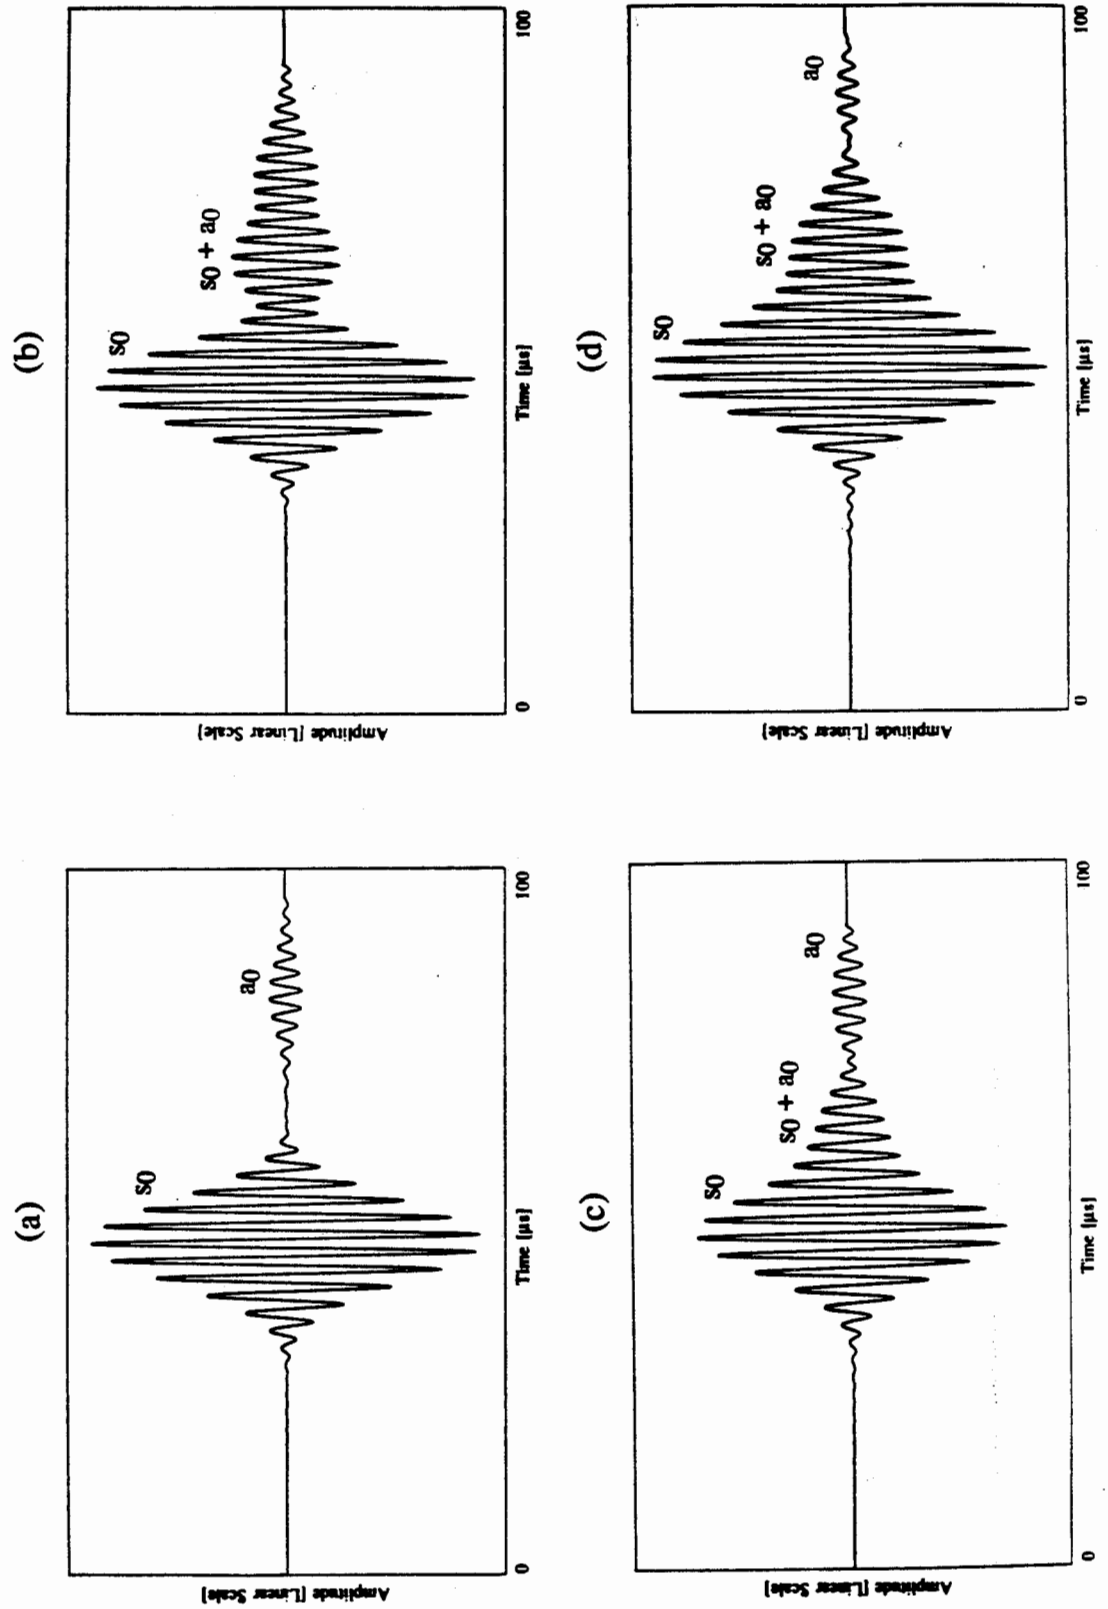 (a)
s0
a0
Amplitude [Linear Scale]
0
Time [μs]
100
(b)
s0
s0 + a0
Amplitude [Linear Scale]
0
Time [μs]
100
(c)
s0
s0 + a0
a0
Amplitude [Linear Scale]
0
Time [μs]
100
(d)
s0
s0 + a0
a0
Amplitude [Linear Scale]
0
Time [μs]
100